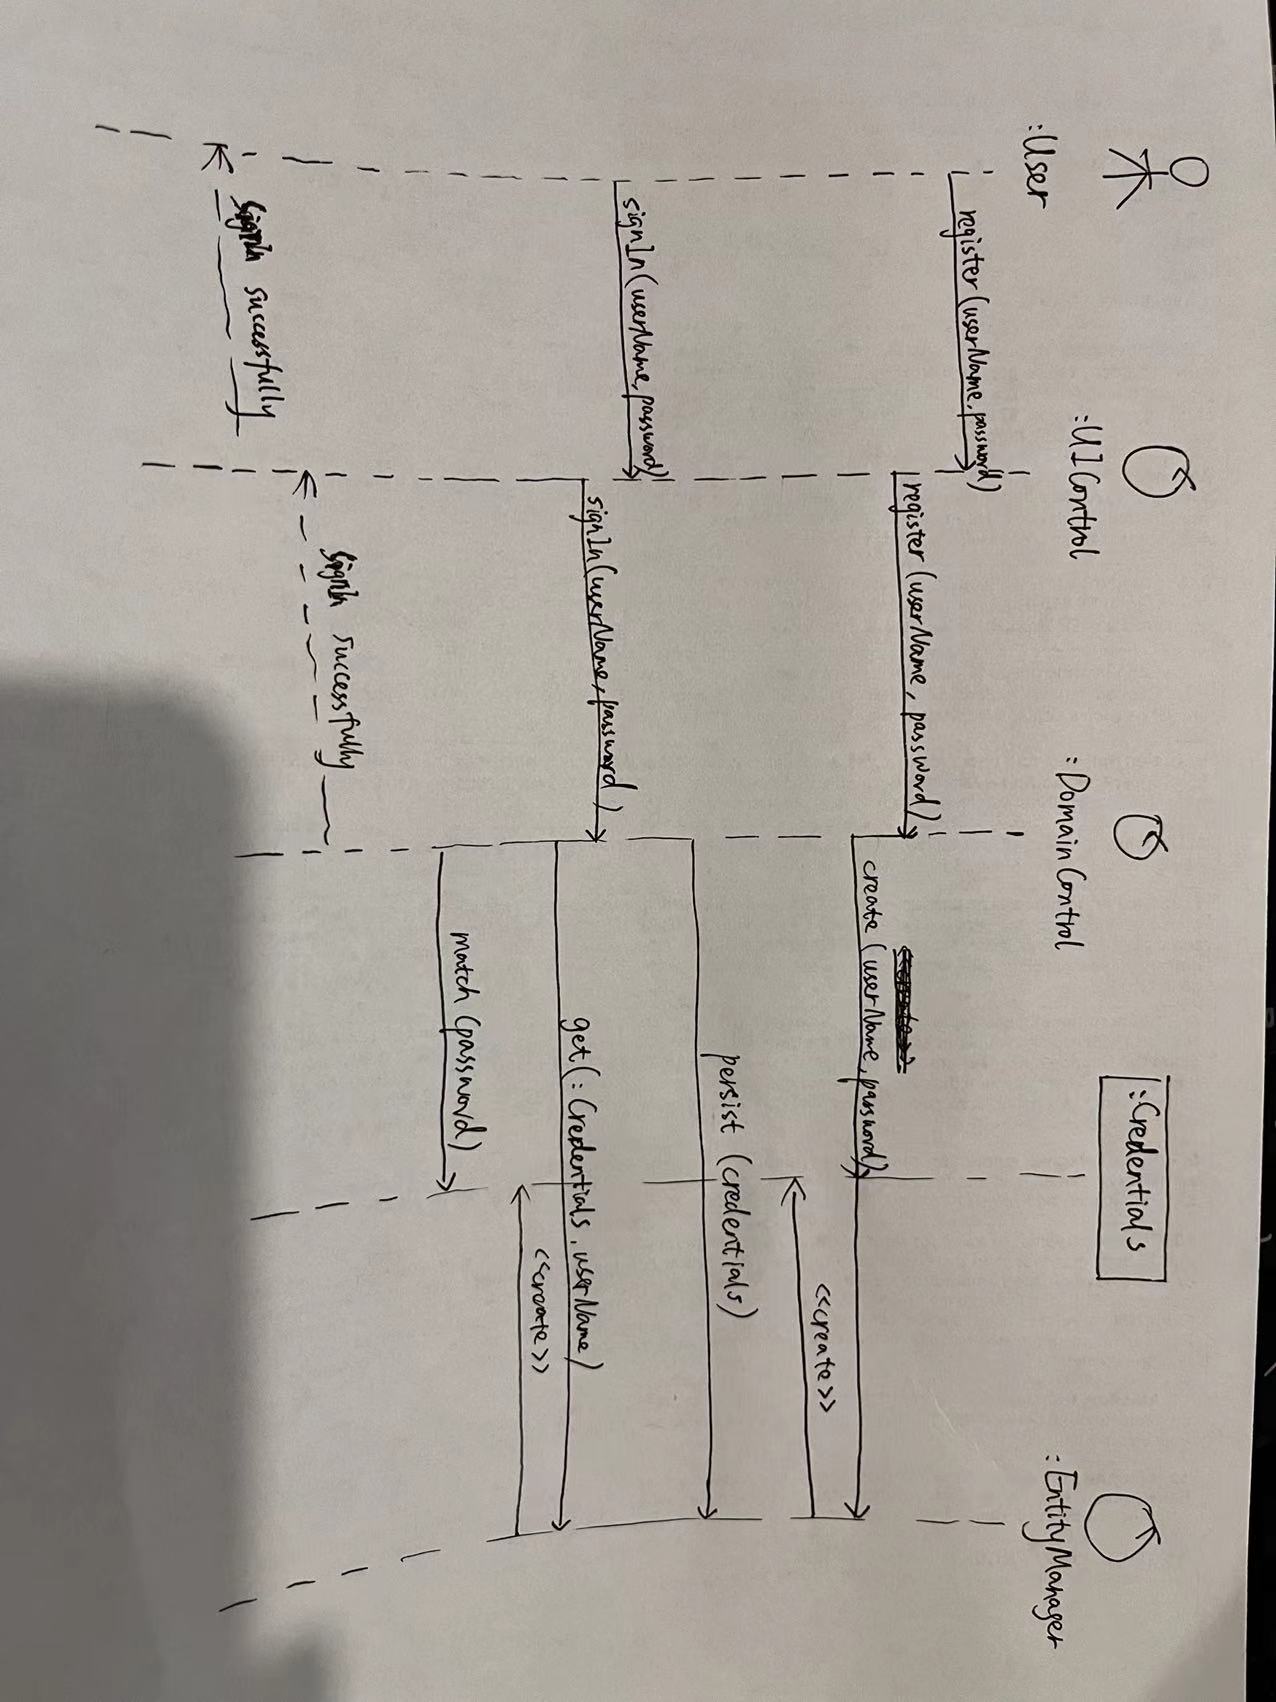 :User
:UIControl
:DomainControl
:Credentials
:EntityManager
register(userName,password)
register(userName, password)
create(userName,password)
<<create>>
persist (credentials)
signIn(userName,password)
signIn(userName,password)
get(:Credentials,userName)
<<create>>
match(password)
signIn successfully
signIn successfully